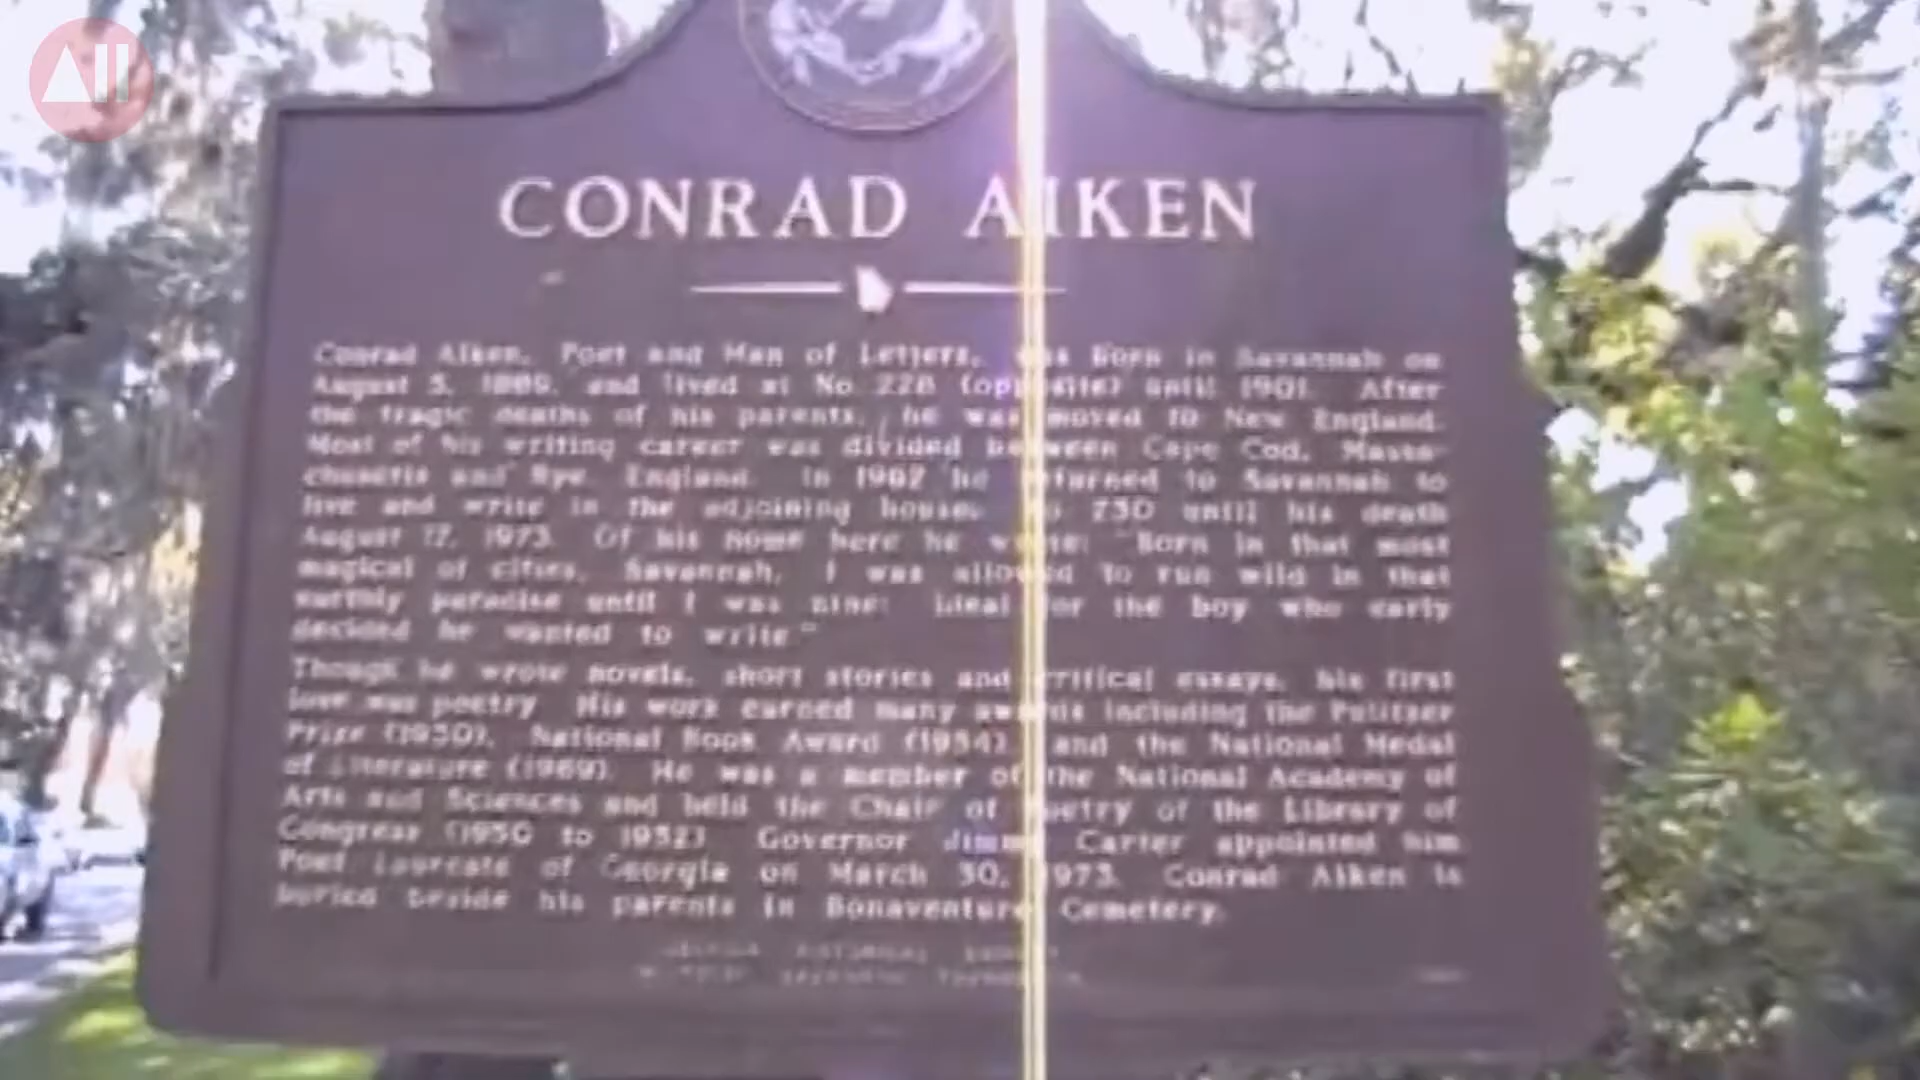 All
CONRAD AIKEN
Conrad Aiken, Poet and Man of Letters, was Born in Savannah on
August 5, 1889, and lived at No. 228 (opposite) until 1901. After
the tragic deaths of his parents, he was moved to New England.
Most of his writing career was divided between Cape Cod, Massa-
chusetts and Rye, England. In 1962 he returned to Savannah to
live and write in the adjoining house, No. 230 until his death
August 17, 1973. Of his home here he wrote: "Born in that most
magical of cities, Savannah, I was allowed to run wild in that
earthly paradise until I was nine; ideal for the boy who early
decided he wanted to write."
Though he wrote novels, short stories and critical essays, his first
love was poetry. His work earned many awards including the Pulitzer
Prize (1930), National Book Award (1954), and the National Medal
of Literature (1969). He was a member of the National Academy of
Arts and Sciences and held the Chair of Poetry of the Library of
Congress (1950 to 1952). Governor Jimmy Carter appointed him
Poet Laureate of Georgia on March 30, 1973. Conrad Aiken is
buried beside his parents in Bonaventure Cemetery.